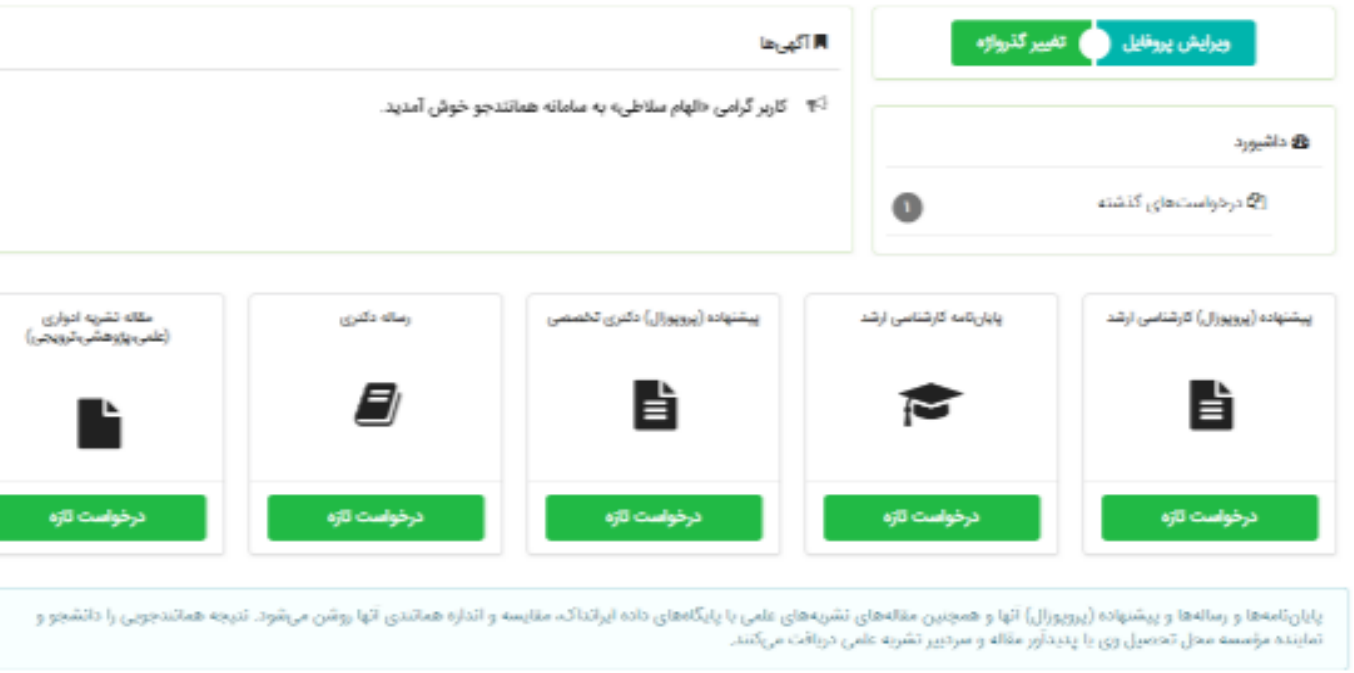 ویرایش پروفایل
تغییر گذرواژه
داشبورد
درخواست‌های گذشته
۱
آگهی‌ها
کاربر گرامی «الهام سلاطی» به سامانه همانندجو خوش آمدید.
پیشنهاده (پروپوزال) کارشناسی ارشد
درخواست تازه
پایان‌نامه کارشناسی ارشد
درخواست تازه
پیشنهاده (پروپوزال) دکتری تخصصی
درخواست تازه
رساله دکتری
درخواست تازه
مقاله نشریه ادواری
(علمی،پژوهشی،ترویجی)
درخواست تازه
پایان‌نامه‌ها و رساله‌ها و پیشنهاده (پروپوزال) آنها و همچنین مقاله‌های نشریه‌های علمی با پایگاه‌های داده ایرانداک، مقایسه و اندازه همانندی آنها روشن می‌شود. نتیجه همانندجویی را دانشجو و
نماینده مؤسسه محل تحصیل وی یا پدیدآور مقاله و سردبیر نشریه علمی دریافت می‌کنند.